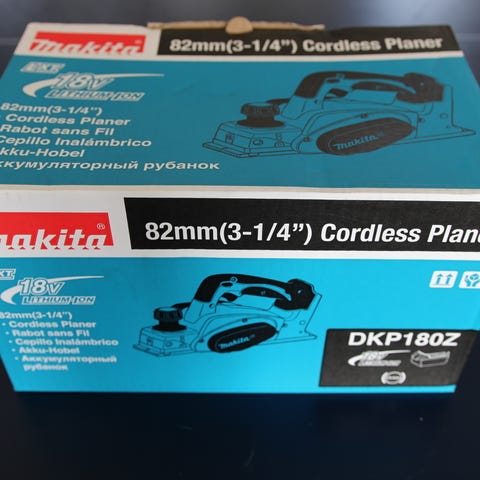 makita
82mm(3-1/4") Cordless Planer
LXT
18V
LITHIUM-ION
82mm(3-1/4")
• Cordless Planer
Rabot sans Fil
Cepillo Inalámbrico
Akku-Hobel
Аккумуляторный рубанок
makita
makita®
82mm(3-1/4") Cordless Plane
18V
LITHIUM-ION
82mm(3-1/4")
• Cordless Planer
• Rabot sans Fil
• Cepillo Inalámbrico
• Akku-Hobel
• Аккумуляторный
рубанок
makita
DKP180Z
18V